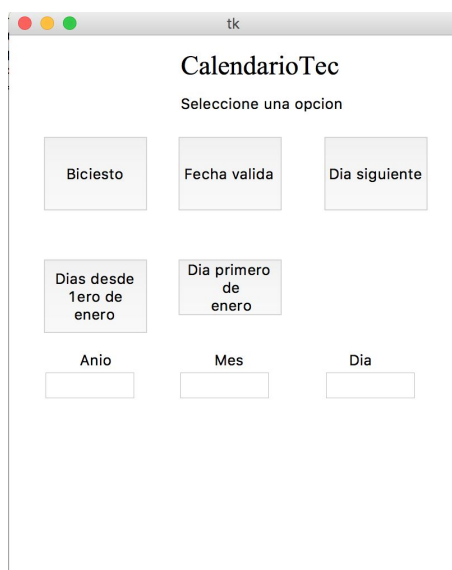 tk
CalendarioTec
Seleccione una opcion
Biciesto
Fecha valida
Dia siguiente
Dias desde
1ero de
enero
Dia primero
de
enero
Anio
Mes
Dia